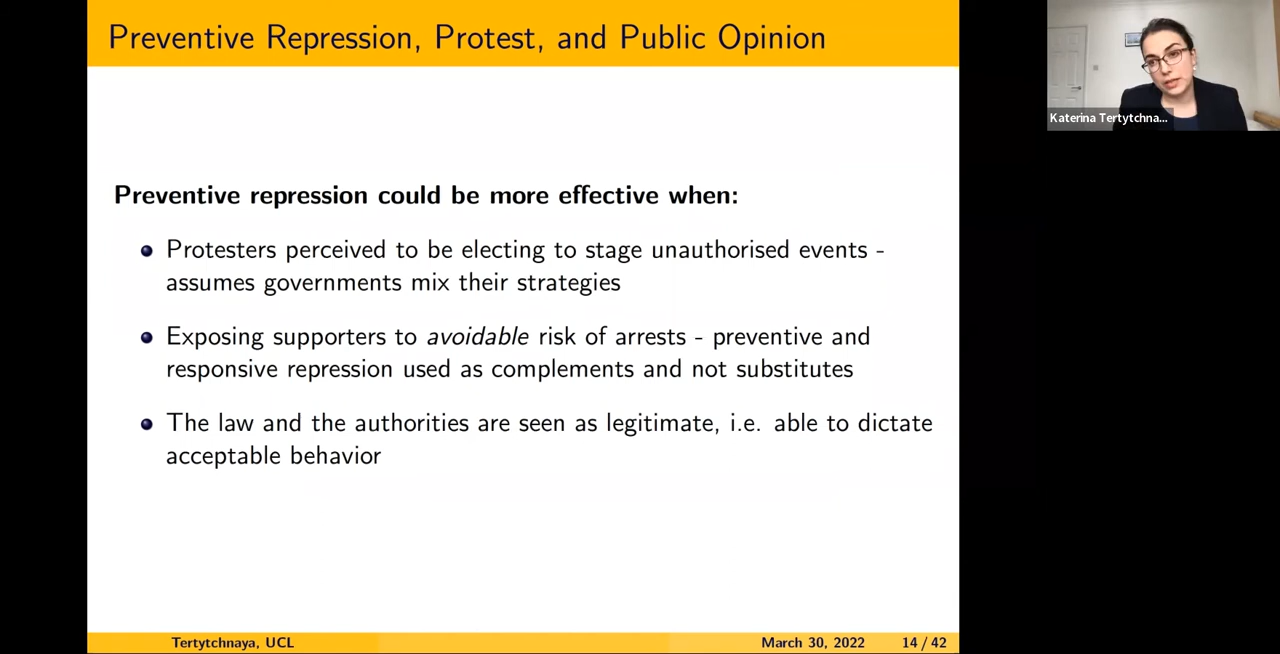 Preventive Repression, Protest, and Public Opinion
Katerina Tertytchna...
Preventive repression could be more effective when:
Protesters perceived to be electing to stage unauthorised events -
assumes governments mix their strategies
Exposing supporters to avoidable risk of arrests - preventive and
responsive repression used as complements and not substitutes
The law and the authorities are seen as legitimate, i.e. able to dictate
acceptable behavior
Tertytchnaya, UCL
March 30, 2022
14 / 42